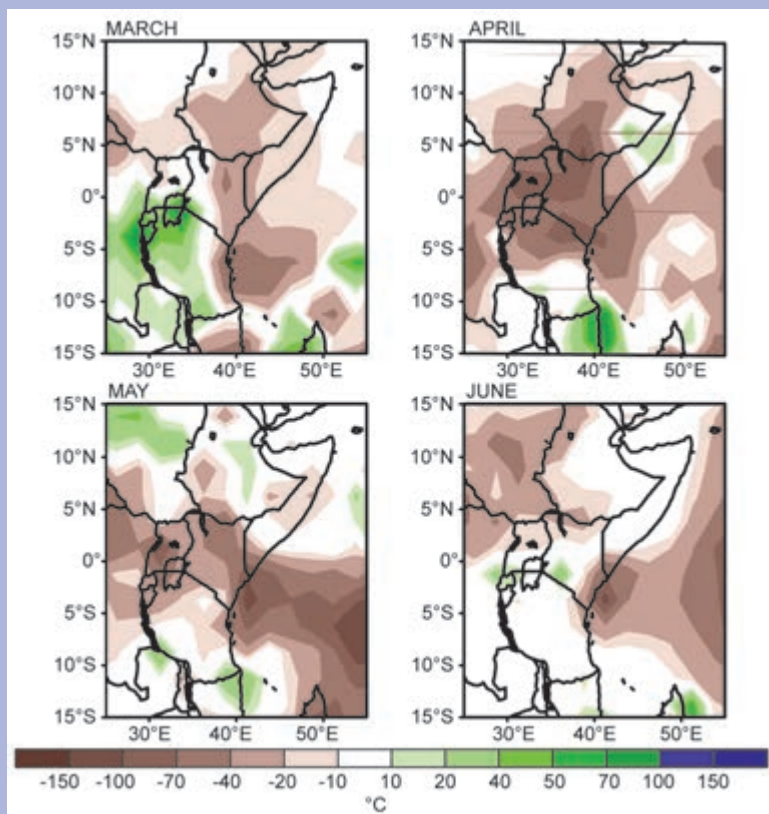 MARCH
APRIL
15°N 15°N
10°N 10°N
5°N 5°N
0° 0°
5°S 5°S
10°S 10°S
15°S 15°S
30°E 40°E 50°E 30°E 40°E 50°E
MAY
JUNE
15°N 15°N
10°N 10°N
5°N 5°N
0° 0°
5°S 5°S
10°S 10°S
15°S 15°S
30°E 40°E 50°E 30°E 40°E 50°E
-150 -100 -70 -40 -20 -10 10 20 40 50 70 100 150
°C